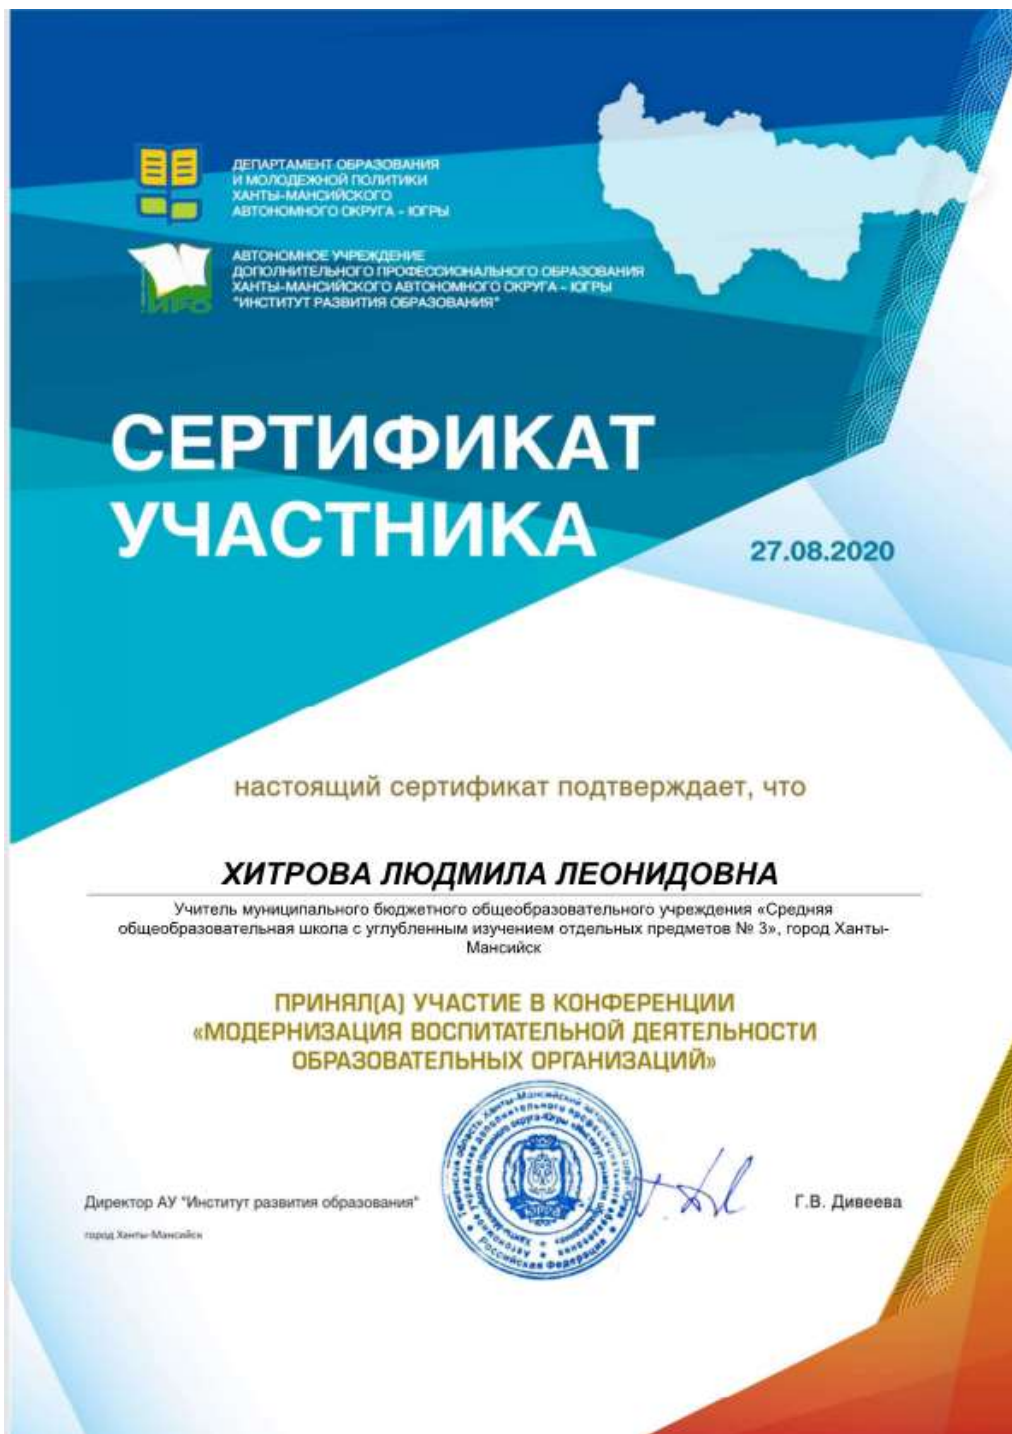 ДЕПАРТАМЕНТ ОБРАЗОВАНИЯ
И МОЛОДЕЖНОЙ ПОЛИТИКИ
ХАНТЫ-МАНСИЙСКОГО
АВТОНОМНОГО ОКРУГА - ЮГРЫ
АВТОНОМНОЕ УЧРЕЖДЕНИЕ
ДОПОЛНИТЕЛЬНОГО ПРОФЕССИОНАЛЬНОГО ОБРАЗОВАНИЯ
ХАНТЫ-МАНСИЙСКОГО АВТОНОМНОГО ОКРУГА - ЮГРЫ
"ИНСТИТУТ РАЗВИТИЯ ОБРАЗОВАНИЯ"
ИРО
СЕРТИФИКАТ
УЧАСТНИКА
27.08.2020
настоящий сертификат подтверждает, что
ХИТРОВА ЛЮДМИЛА ЛЕОНИДОВНА
Учитель муниципального бюджетного общеобразовательного учреждения «Средняя
общеобразовательная школа с углубленным изучением отдельных предметов № 3», город Ханты-
Мансийск
ПРИНЯЛ(А) УЧАСТИЕ В КОНФЕРЕНЦИИ
«МОДЕРНИЗАЦИЯ ВОСПИТАТЕЛЬНОЙ ДЕЯТЕЛЬНОСТИ
ОБРАЗОВАТЕЛЬНЫХ ОРГАНИЗАЦИЙ»
Российская Федерация
Директор АУ "Институт развития образования"
Г.В. Дивеева
город Ханты-Мансийск